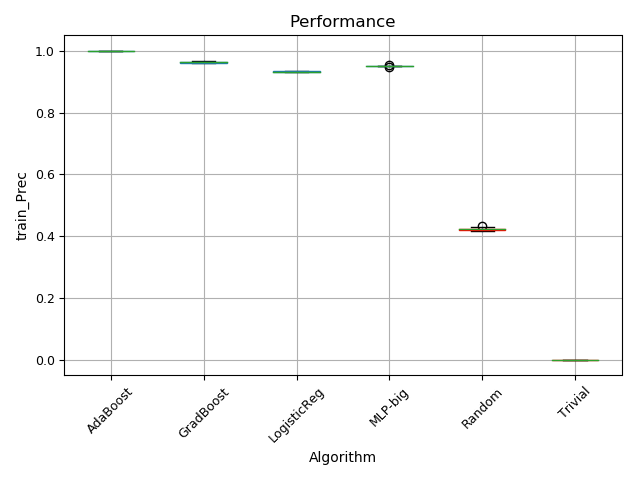 Performance
1.0
0.8
0.6
0.4
0.2
0.0
train_Prec
AdaBoost
GradBoost
LogisticReg
MLP-big
Random
Trivial
Algorithm